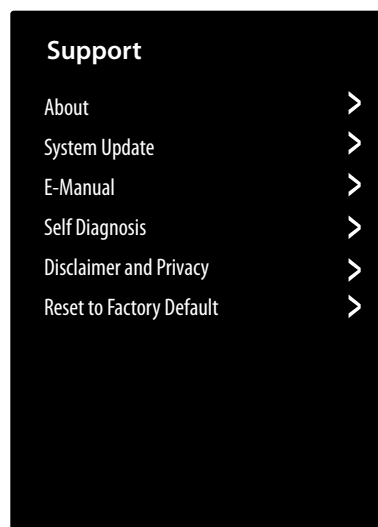 Support
About
System Update
E-Manual
Self Diagnosis
Disclaimer and Privacy
Reset to Factory Default